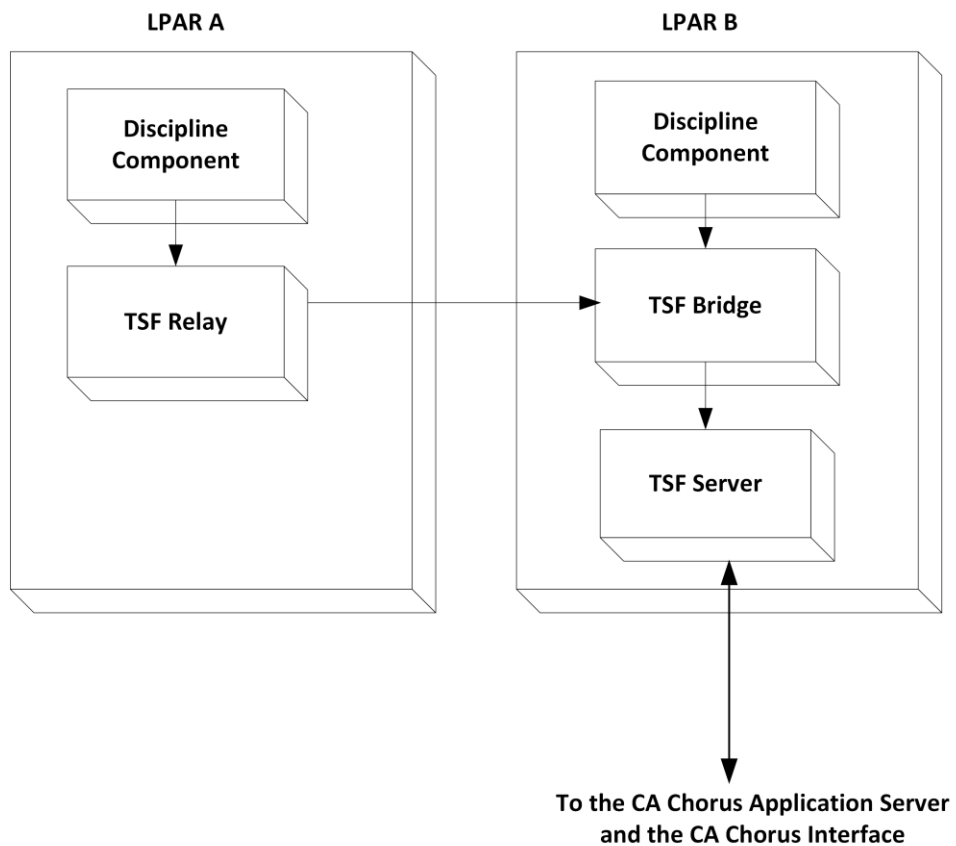 LPAR A
LPAR B
Discipline
Component
Discipline
Component
TSF Relay
TSF Bridge
TSF Server
To the CA Chorus Application Server
and the CA Chorus Interface